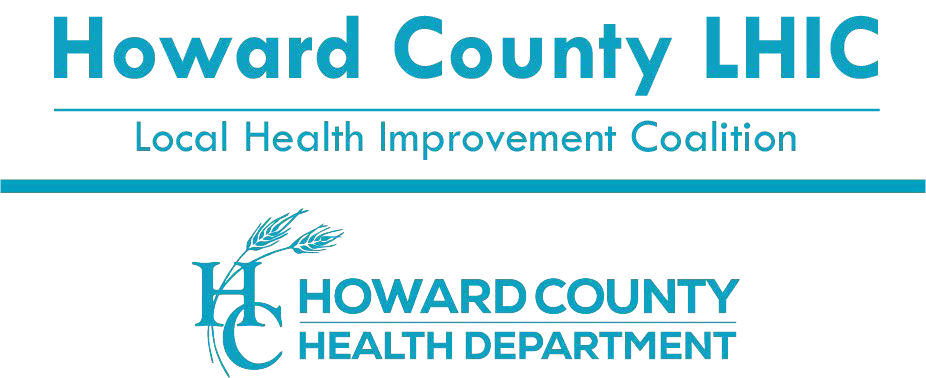 Howard County LHIC
Local Health Improvement Coalition
HC
HOWARD COUNTY
HEALTH DEPARTMENT